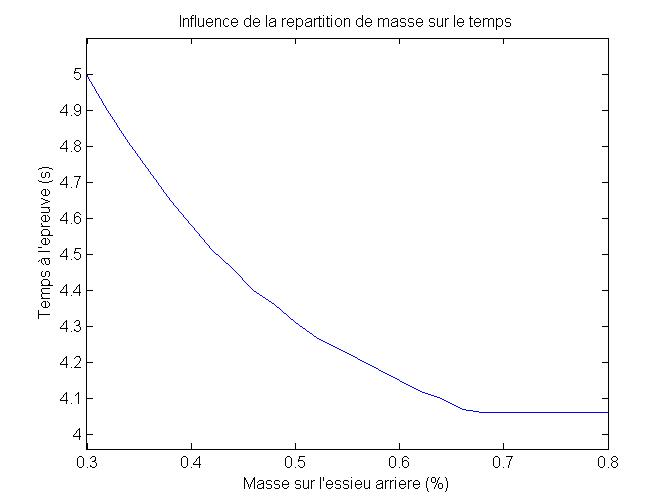 Influence de la repartition de masse sur le temps
Temps à l'epreuve (s)
5
4.9
4.8
4.7
4.6
4.5
4.4
4.3
4.2
4.1
4
0.3 0.4 0.5 0.6 0.7 0.8
Masse sur l'essieu arriere (%)